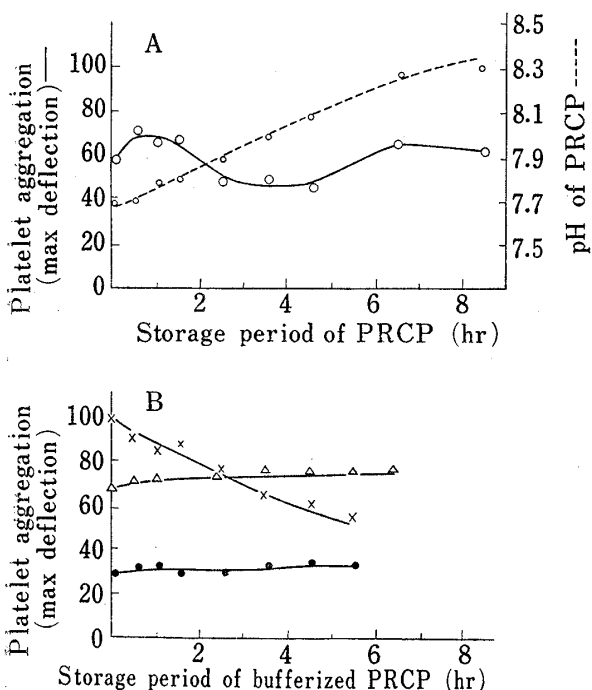 A
Platelet aggregation
(max deflection)
100
80
60
40
20
0
2
4
6
8
8.5
8.3
8.1
7.9
7.7
7.5
pH of PRCP -----
Storage period of PRCP (hr)
B
Platelet aggregation
(max deflection)
100
80
60
40
20
0
2
4
6
8
Storage period of bufferized PRCP (hr)